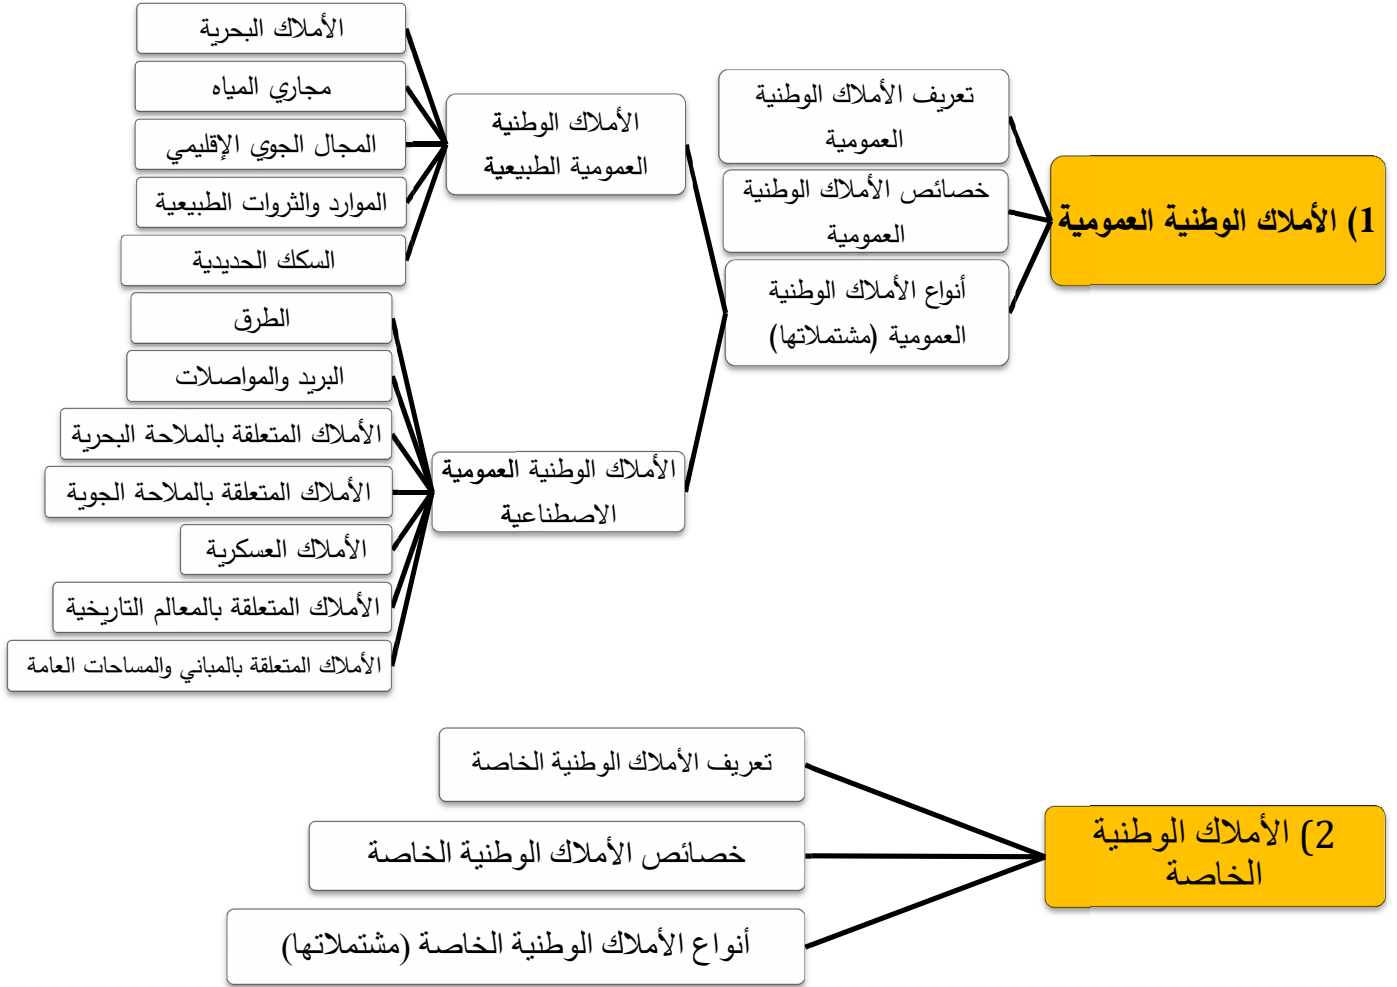 1) الأملاك الوطنية العمومية
تعريف الأملاك الوطنية
العمومية
خصائص الأملاك الوطنية
العمومية
أنواع الأملاك الوطنية
العمومية (مشتملاتها)
الأملاك الوطنية
العمومية الطبيعية
الأملاك البحرية
مجاري المياه
المجال الجوي الإقليمي
الموارد والثروات الطبيعية
السكك الحديدية
الأملاك الوطنية العمومية
الاصطناعية
الطرق
البريد والمواصلات
الأملاك المتعلقة بالملاحة البحرية
الأملاك المتعلقة بالملاحة الجوية
الأملاك العسكرية
الأملاك المتعلقة بالمعالم التاريخية
الأملاك المتعلقة بالمباني والمساحات العامة
2) الأملاك الوطنية
الخاصة
تعريف الأملاك الوطنية الخاصة
خصائص الأملاك الوطنية الخاصة
أنواع الأملاك الوطنية الخاصة (مشتملاتها)